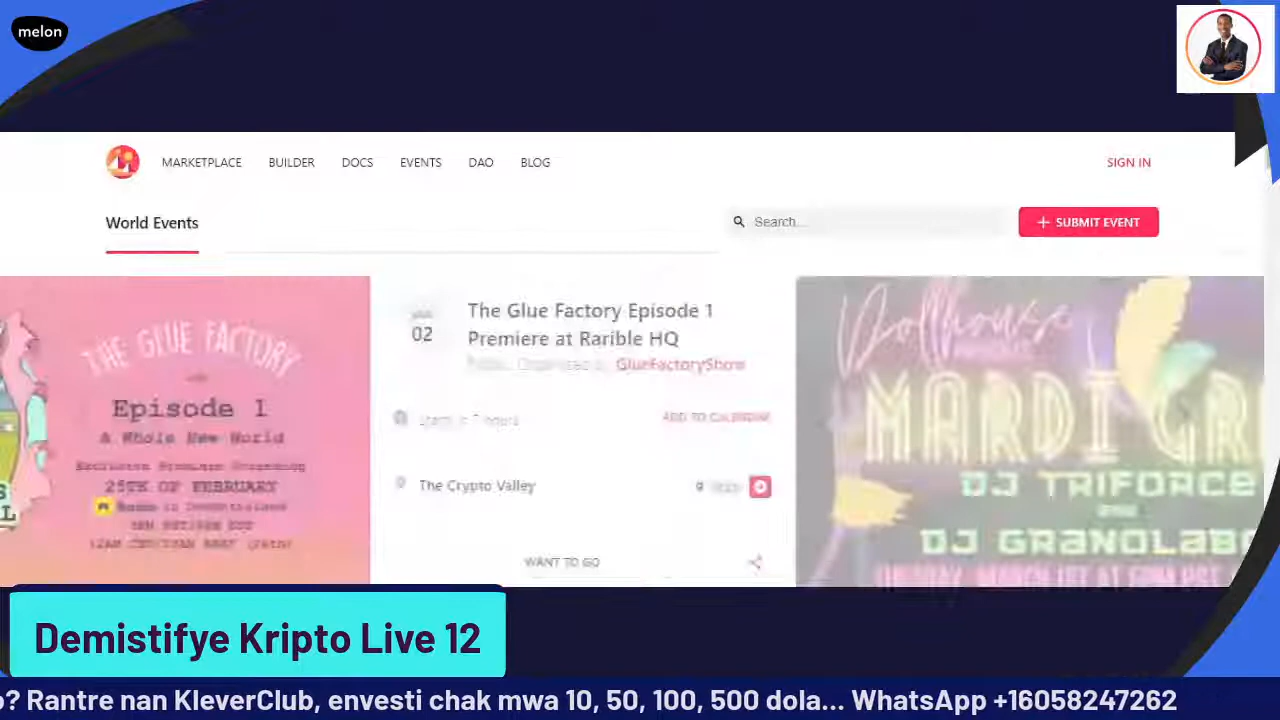 melon
MARKETPLACE BUILDER DOCS EVENTS DAO BLOG SIGN IN
World Events
Search...
SUBMIT EVENT
THE GLUE FACTORY
Episode 1
A Whole New World
25TH OF FEBRUARY
02
The Glue Factory Episode 1
Premiere at Rarible HQ
GlueFactoryShow
ADD TO CALENDAR
The Crypto Valley
WANT TO GO
Dollhouse
MARDI GR
DJ TRIFORCE
AND
DJ GRANOLAB
Demistifye Kripto Live 12
? Rantre nan KleverClub, envesti chak mwa 10, 50, 100, 500 dola... WhatsApp +16058247262